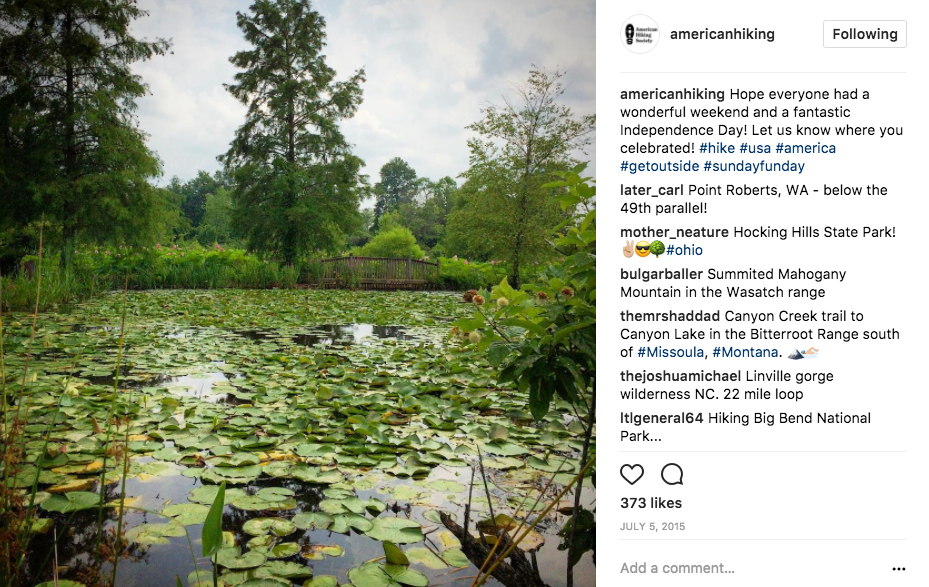 American
Hiking
Society
americanhiking
Following
americanhiking Hope everyone had a
wonderful weekend and a fantastic
Independence Day! Let us know where you
celebrated! #hike #usa #america
#getoutside #sundayfunday
later_carl Point Roberts, WA - below the
49th parallel!
mother_neature Hocking Hills State Park!
✌🏼😎🌳#ohio
bulgarballer Summited Mahogany
Mountain in the Wasatch range
themrshaddad Canyon Creek trail to
Canyon Lake in the Bitterroot Range south
of #Missoula, #Montana. 🏔🏊🏻
thejoshuamichael Linville gorge
wilderness NC. 22 mile loop
ltlgeneral64 Hiking Big Bend National
Park...
373 likes
JULY 5, 2015
Add a comment...